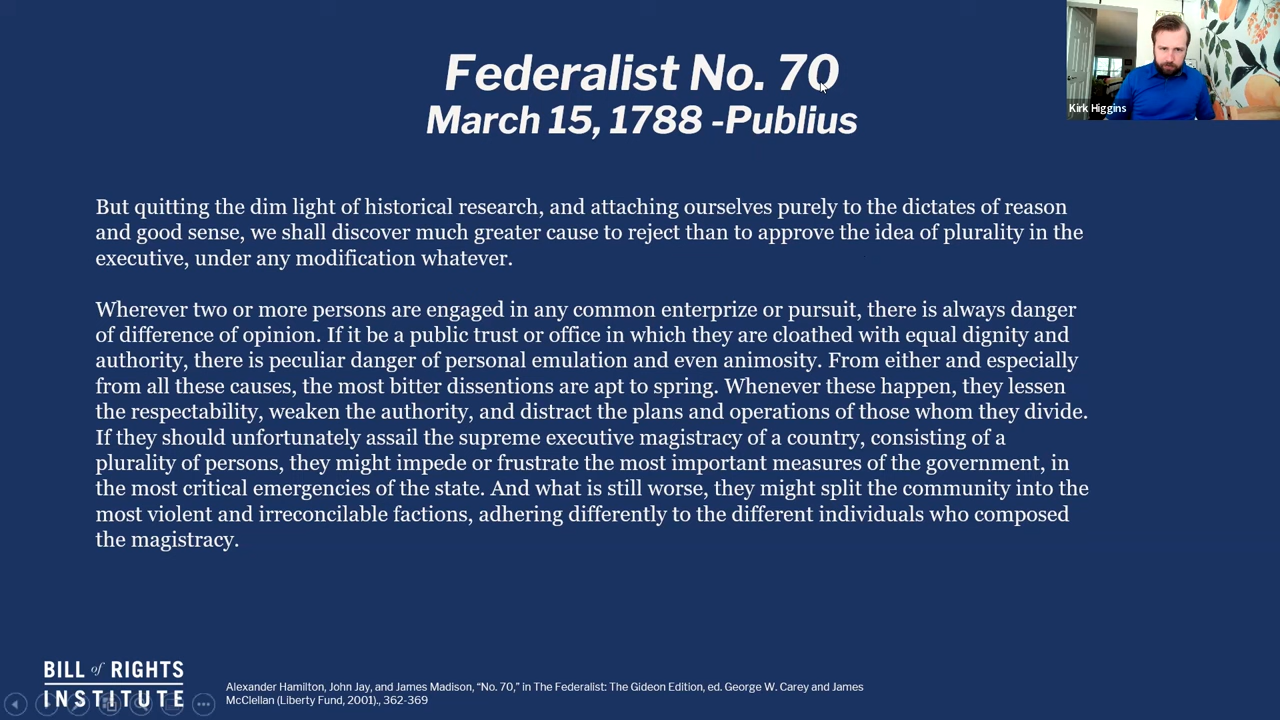 Federalist No. 70
March 15, 1788 -Publius
Kirk Higgins
But quitting the dim light of historical research, and attaching ourselves purely to the dictates of reason
and good sense, we shall discover much greater cause to reject than to approve the idea of plurality in the
executive, under any modification whatever.
Wherever two or more persons are engaged in any common enterprize or pursuit, there is always danger
of difference of opinion. If it be a public trust or office in which they are cloathed with equal dignity and
authority, there is peculiar danger of personal emulation and even animosity. From either and especially
from all these causes, the most bitter dissentions are apt to spring. Whenever these happen, they lessen
the respectability, weaken the authority, and distract the plans and operations of those whom they divide.
If they should unfortunately assail the supreme executive magistracy of a country, consisting of a
plurality of persons, they might impede or frustrate the most important measures of the government, in
the most critical emergencies of the state. And what is still worse, they might split the community into the
most violent and irreconcilable factions, adhering differently to the different individuals who composed
the magistracy.
BILL of RIGHTS
INSTITUTE
Alexander Hamilton, John Jay, and James Madison, “No. 70,” in The Federalist: The Gideon Edition, ed. George W. Carey and James
McClellan (Liberty Fund, 2001)., 362-369